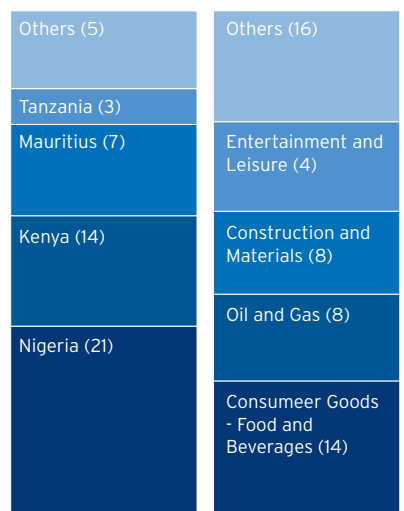 Others (5)
Tanzania (3)
Mauritius (7)
Kenya (14)
Nigeria (21)
Others (16)
Entertainment and
Leisure (4)
Construction and
Materials (8)
Oil and Gas (8)
Consumeer Goods
- Food and
Beverages (14)